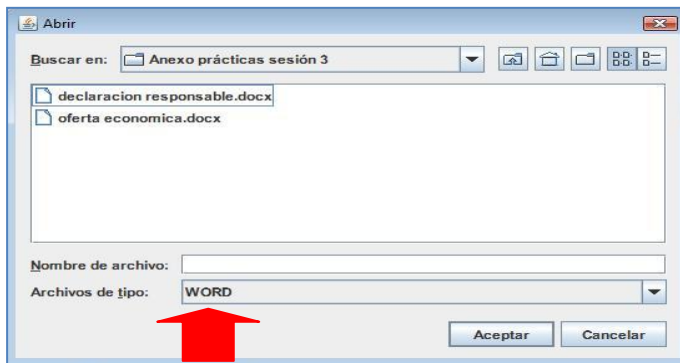 Abrir
Buscar en: Anexo prácticas sesión 3
declaracion responsable.docx
oferta economica.docx
Nombre de archivo:
Archivos de tipo: WORD
Aceptar Cancelar